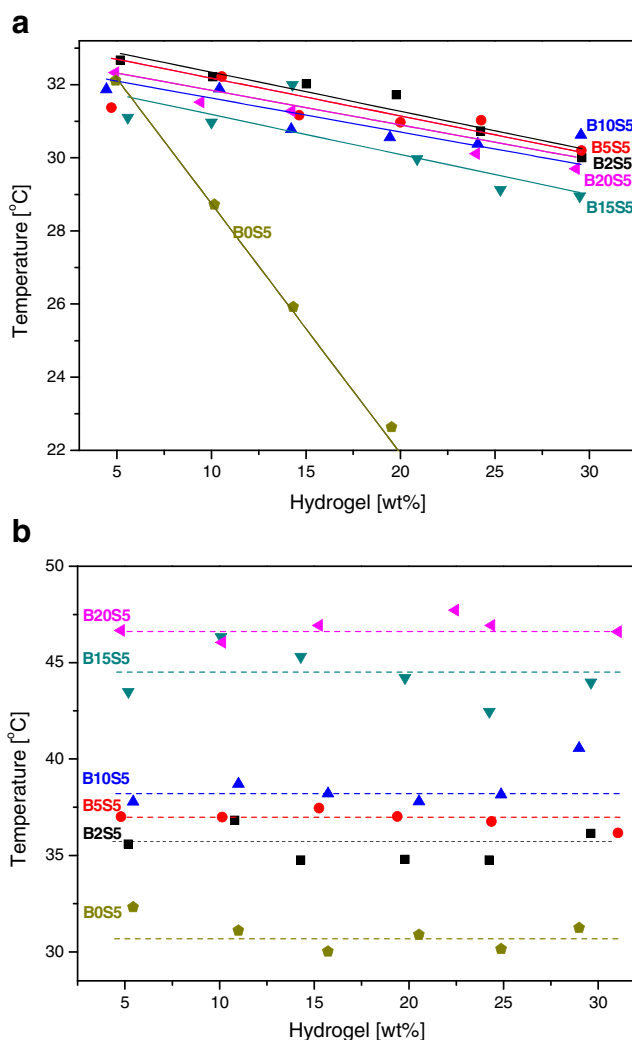 a
32
30
28
26
24
22
Temperature [°C]
B10S5
B5S5
B2S5
B20S5
B15S5
B0S5
5 10 15 20 25 30
Hydrogel [wt%]
b
50
45
40
35
30
Temperature [°C]
B20S5
B15S5
B10S5
B5S5
B2S5
B0S5
5 10 15 20 25 30
Hydrogel [wt%]